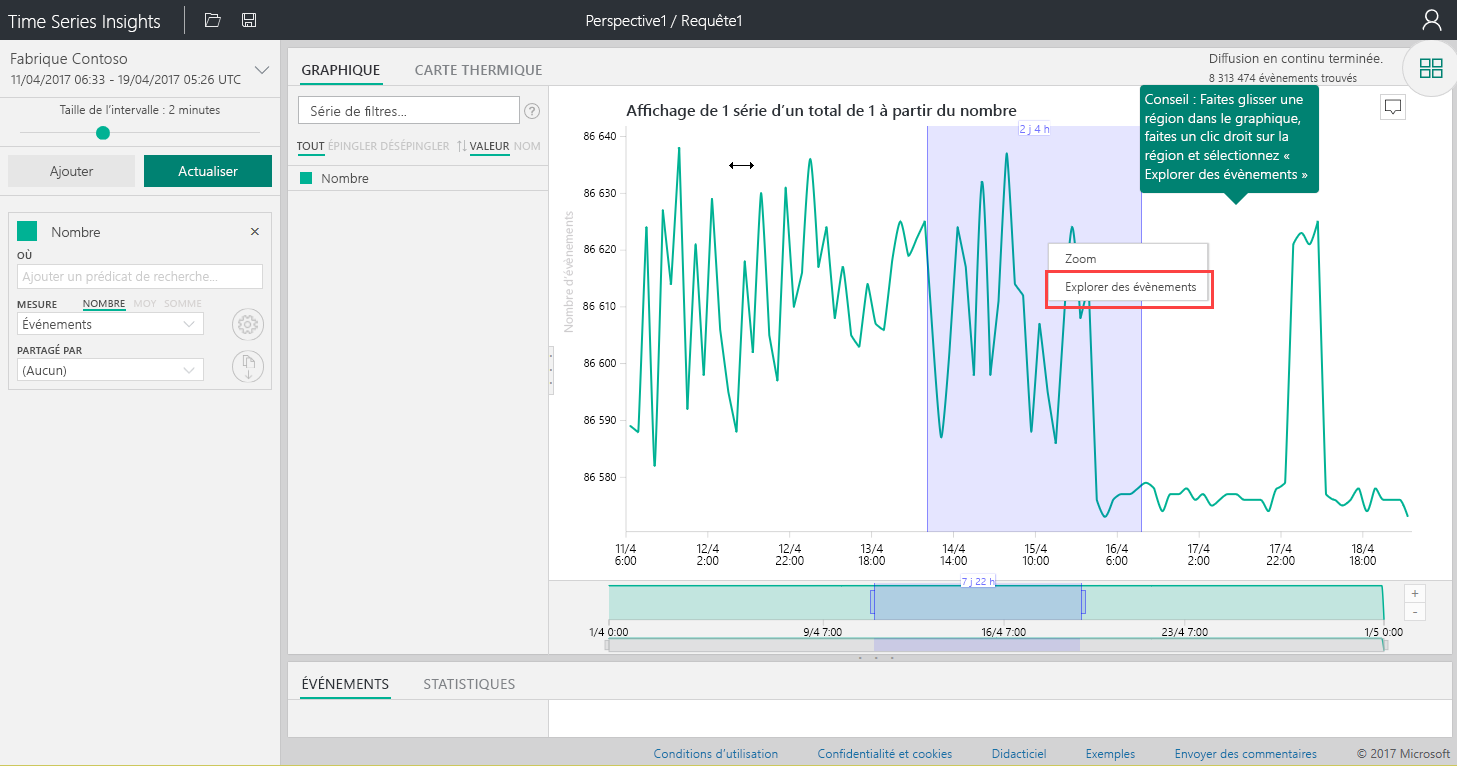 Time Series Insights
Perspective1 / Requête1
Fabrique Contoso
11/04/2017 06:33 - 19/04/2017 05:26 UTC
Taille de l'intervalle : 2 minutes
Ajouter
Actualiser
Nombre
OÙ
Ajouter un prédicat de recherche...
MESURE
NOMBRE MOY SOMME
Événements
PARTAGÉ PAR
(Aucun)
GRAPHIQUE
CARTE THERMIQUE
Diffusion en continu terminée.
8 313 474 évènements trouvés
Série de filtres...
?
TOUT ÉPINGLER DÉSÉPINGLER VALEUR NOM
Nombre
Affichage de 1 série d'un total de 1 à partir du nombre
2 j 4 h
Conseil : Faites glisser une
région dans le graphique,
faites un clic droit sur la
région et sélectionnez «
Explorer des évènements »
Nombre d'évènements
86 640
86 630
86 620
86 610
86 600
86 590
86 580
Zoom
Explorer des évènements
11/4 12/4 12/4 13/4 14/4 15/4 16/4 17/4 17/4 18/4
6:00 2:00 22:00 18:00 14:00 10:00 6:00 2:00 22:00 18:00
7 j 22 h
+
-
1/4 0:00 9/4 7:00 16/4 7:00 23/4 7:00 1/5 0:00
ÉVÉNEMENTS
STATISTIQUES
Conditions d'utilisation
Confidentialité et cookies
Didacticiel
Exemples
Envoyer des commentaires
© 2017 Microsoft